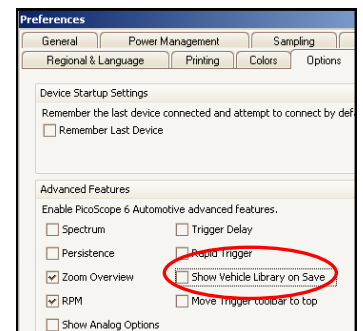 Preferences
General Power Management Sampling
Regional & Language Printing Colors Options
Device Startup Settings
Remember the last device connected and attempt to connect by
Remember Last Device
Advanced Features
Enable PicoScope 6 Automotive advanced features.
Spectrum Trigger Delay
Persistence Rapid Trigger
Zoom Overview Show Vehicle Library on Save
RPM Move Trigger toolbar to top
Show Analog Options